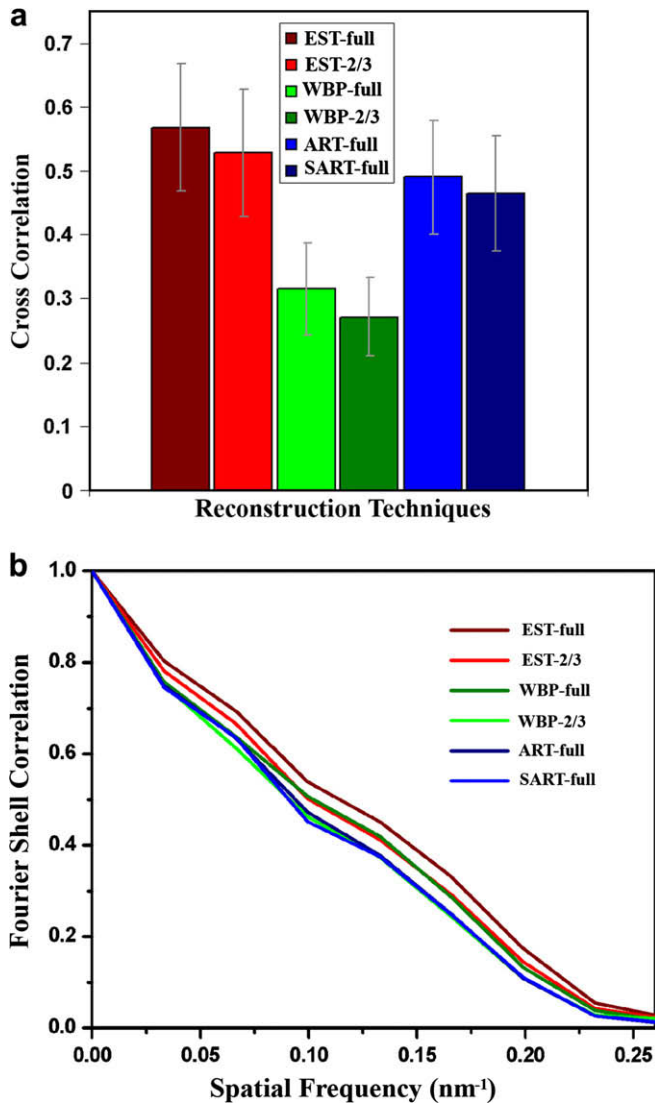 a
0.7
0.6
0.5
0.4
0.3
0.2
0.1
0
Cross Correlation
EST-full
EST-2/3
WBP-full
WBP-2/3
ART-full
SART-full
Reconstruction Techniques
b
1.0
0.8
0.6
0.4
0.2
0.0
Fourier Shell Correlation
EST-full
EST-2/3
WBP-full
WBP-2/3
ART-full
SART-full
0.00 0.05 0.10 0.15 0.20 0.25
Spatial Frequency (nm⁻¹)